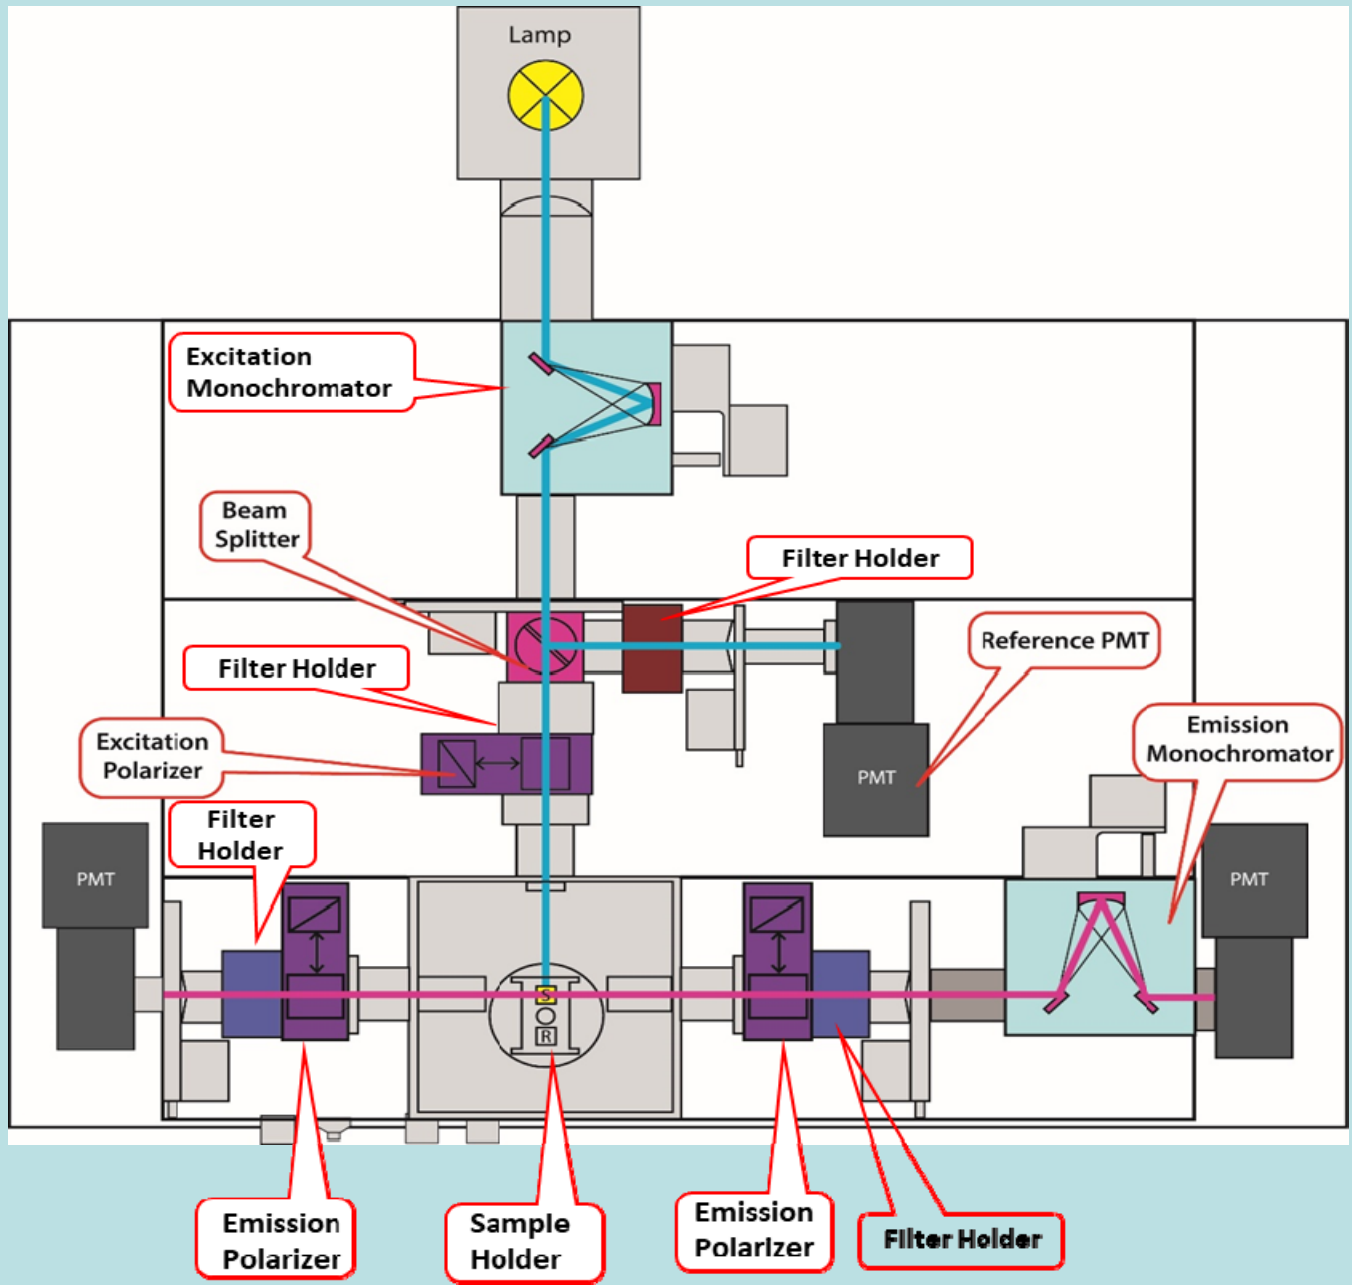 Lamp
Excitation
Monochromator
Beam
Splitter
Filter Holder
Reference PMT
Filter Holder
Emission
Monochromator
Excitation
Polarizer
PMT
Filter
Holder
PMT
PMT
S
R
Emission
Polarizer
Sample
Holder
Emission
Polarizer
Filter Holder